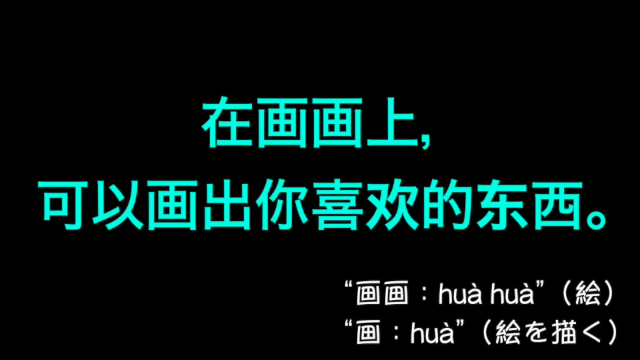 在画画上,
可以画出你喜欢的东西。
“画画：huà huà”（絵）
“画：huà”（絵を描く）